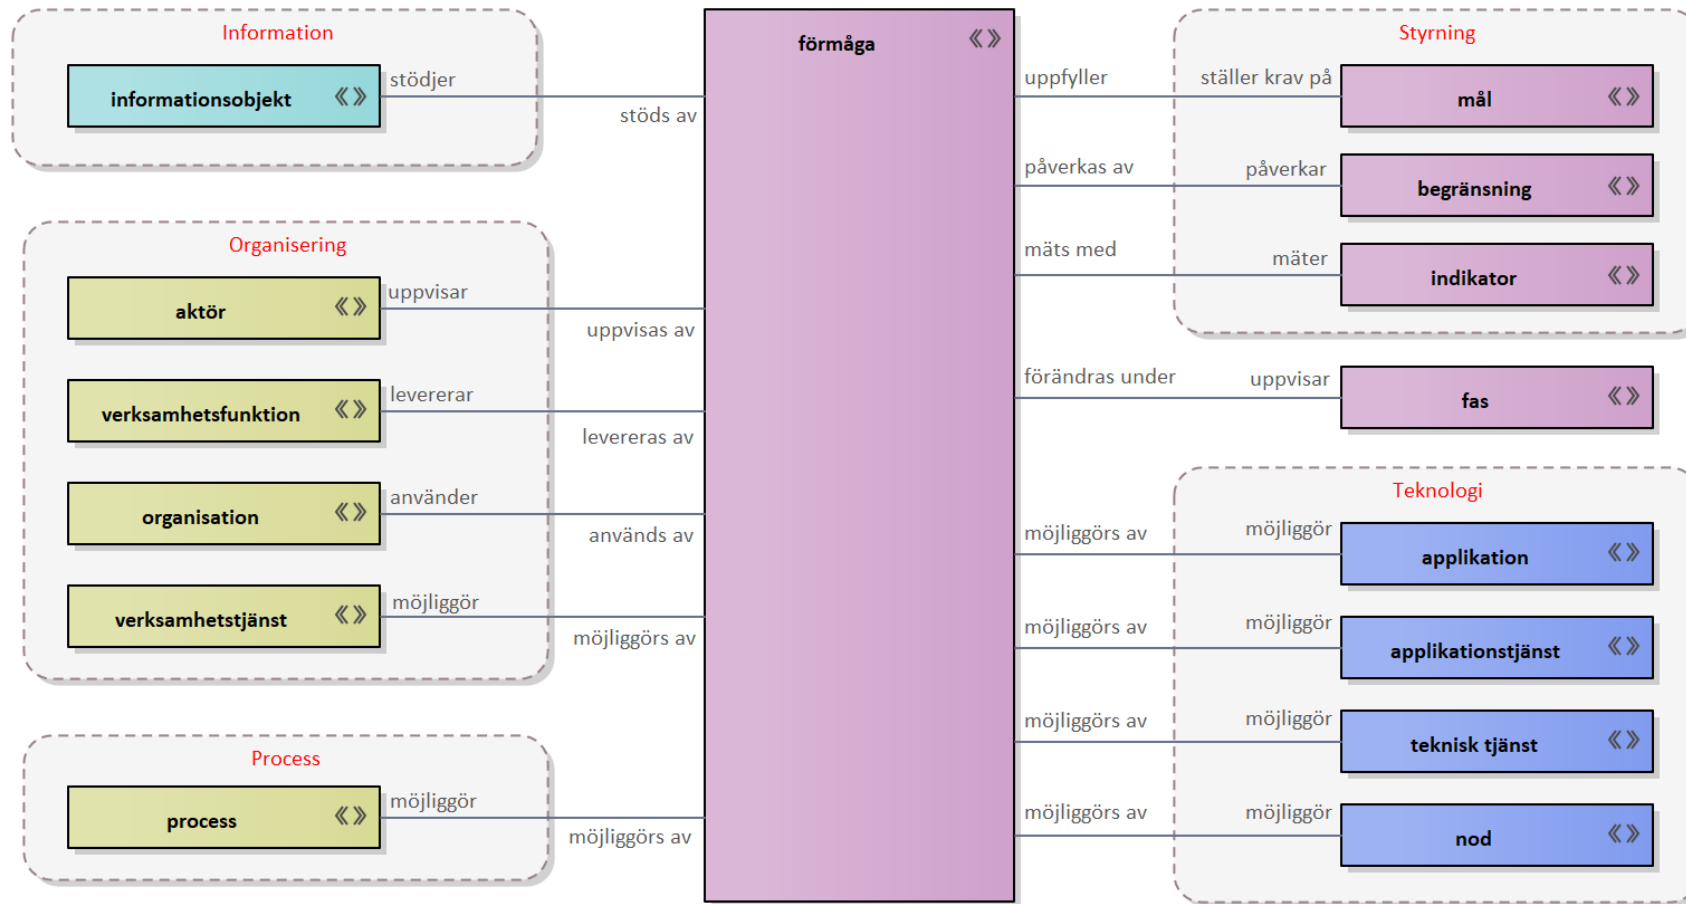 Information
informationsobjekt
stödjer
stöds av
Organisering
aktör
uppvisar
uppvisas av
verksamhetsfunktion
levererar
levereras av
organisation
använder
används av
verksamhetstjänst
möjliggör
möjliggörs av
Process
process
möjliggör
möjliggörs av
förmåga
Styrning
uppfyller
ställer krav på
mål
påverkas av
påverkar
begränsning
mäts med
mäter
indikator
förändras under
uppvisar
fas
Teknologi
möjliggörs av
möjliggör
applikation
möjliggörs av
möjliggör
applikationstjänst
möjliggörs av
möjliggör
teknisk tjänst
möjliggörs av
möjliggör
nod